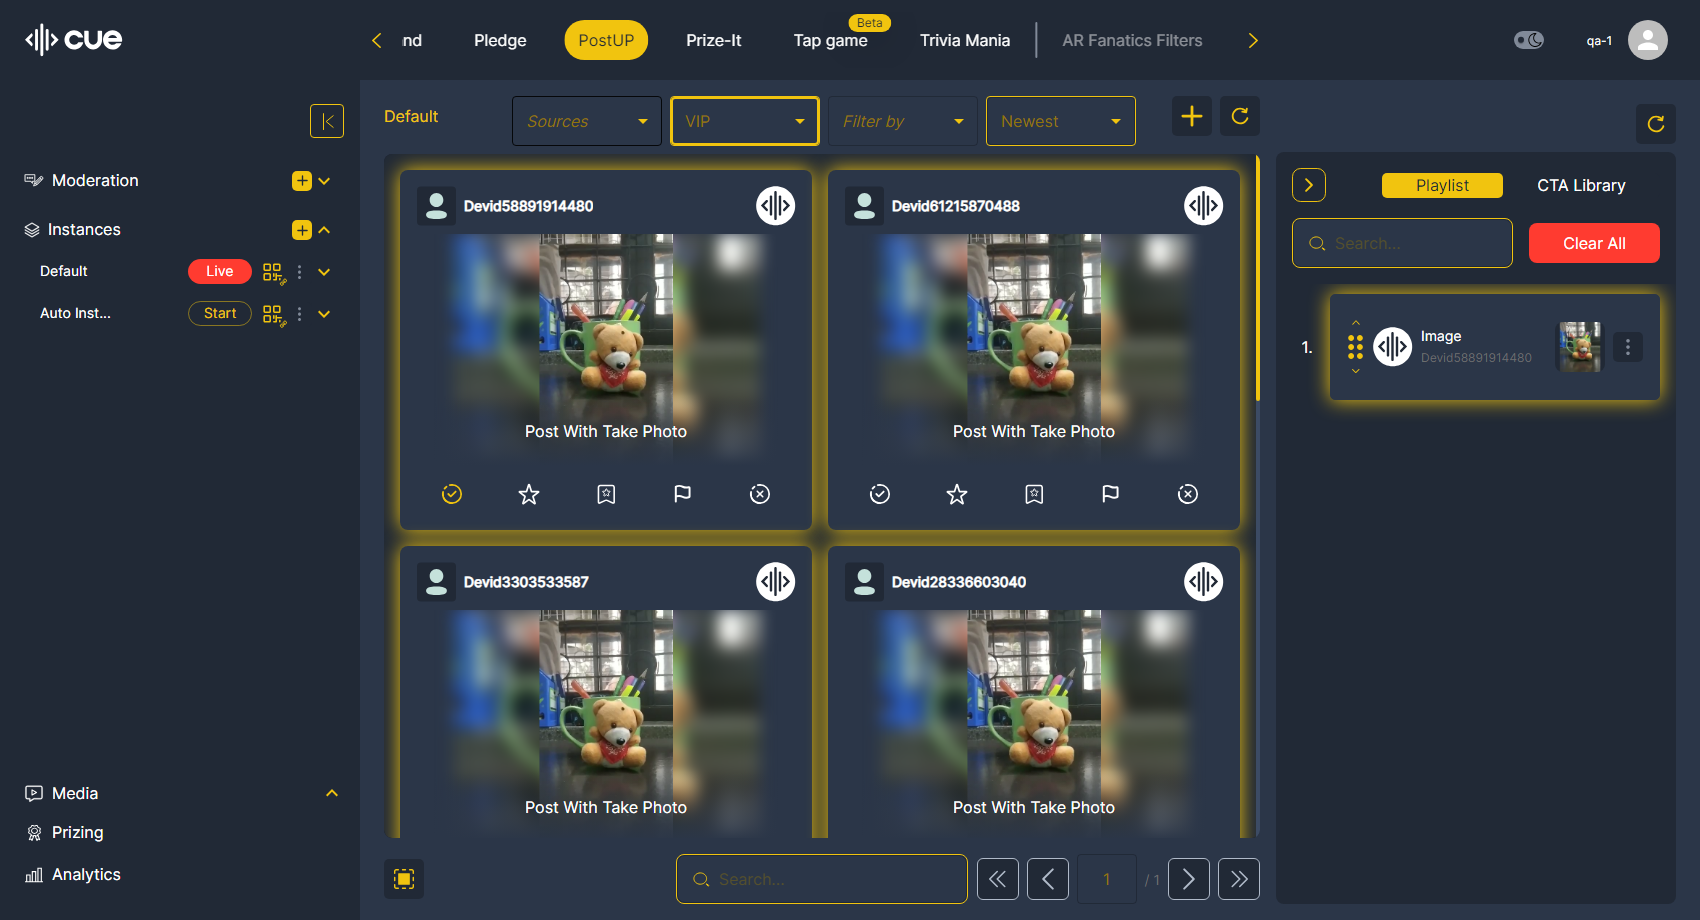 cue
nd
Pledge
PostUP
Prize-It
Tap game
Beta
Trivia Mania
AR Fanatics Filters
qa-1
Moderation
Instances
Default
Live
Auto Inst...
Start
Media
Prizing
Analytics
Default
Sources
VIP
Filter by
Newest
Devid58891914480
Post With Take Photo
Devid61215870488
Post With Take Photo
Devid3303533587
Post With Take Photo
Devid28336603040
Post With Take Photo
Search...
1
/ 1
Playlist
CTA Library
Search...
Clear All
1.
Image
Devid58891914480